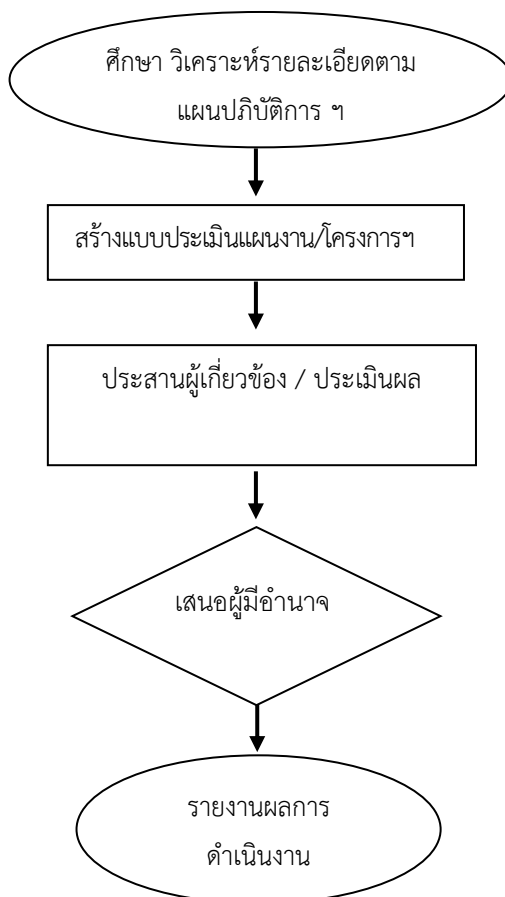 ศึกษา วิเคราะห์รายละเอียดตาม
แผนปฏิบัติการ ฯ
สร้างแบบประเมินแผนงาน/โครงการฯ
ประสานผู้เกี่ยวข้อง / ประเมินผล
เสนอผู้มีอำนาจ
รายงานผลการ
ดำเนินงาน